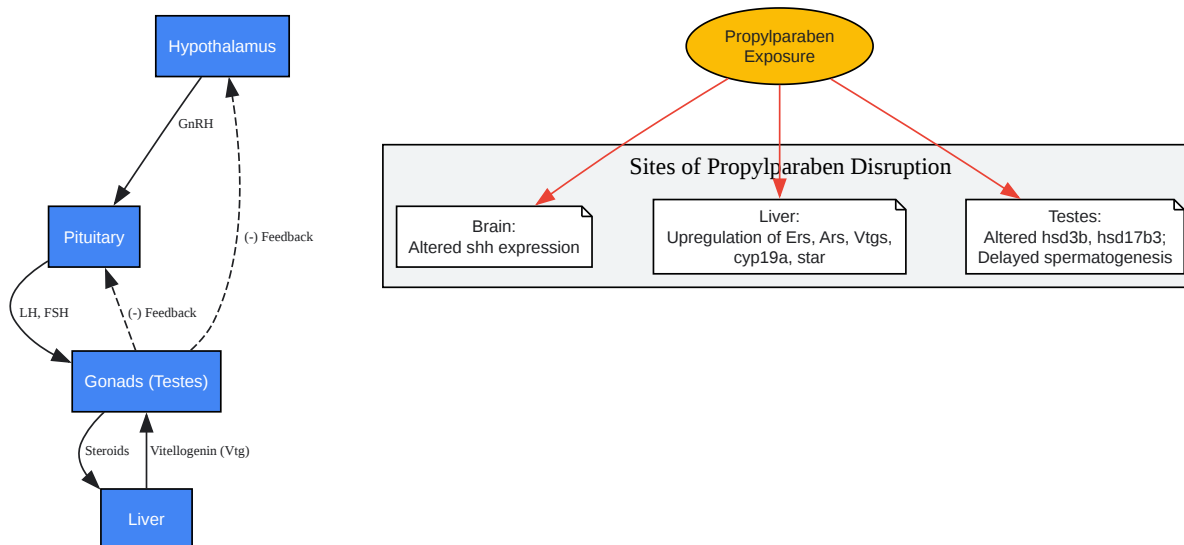 Hypothalamus
GnRH
Pituitary
(-) Feedback
LH, FSH
(-) Feedback
Gonads (Testes)
Steroids
Vitellogenin (Vtg)
Liver
Propylparaben
Exposure
Sites of Propylparaben Disruption
Brain:
Altered shh expression
Liver:
Upregulation of Ers, Ars, Vtgs,
cyp19a, star
Testes:
Altered hsd3b, hsd17b3;
Delayed spermatogenesis